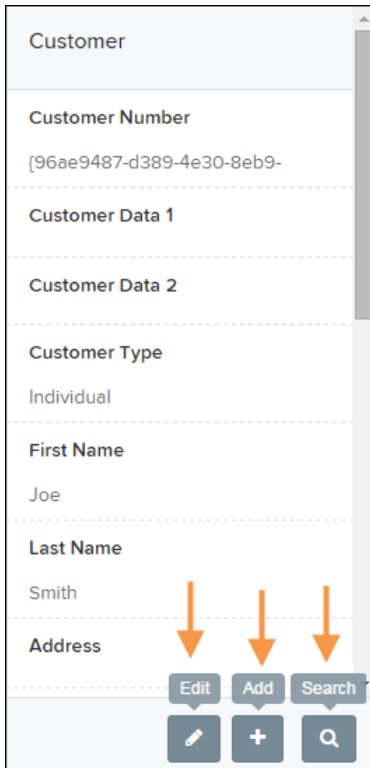 Customer
Customer Number
{96ae9487-d389-4e30-8eb9-
Customer Data 1
Customer Data 2
Customer Type
Individual
First Name
Joe
Last Name
Smith
Address
Edit Add Search